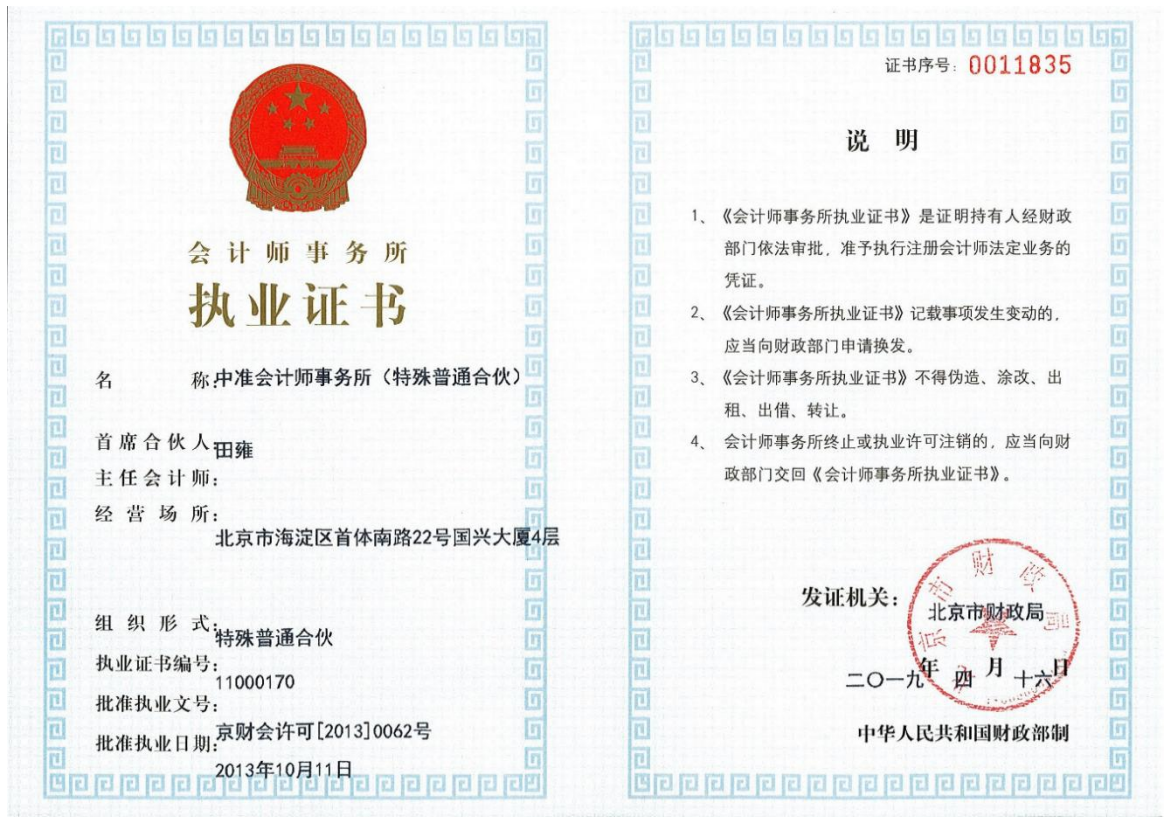 会计师事务所
执业证书
名称:中准会计师事务所（特殊普通合伙）
首席合伙人:田雍
主任会计师:
经营场所:
北京市海淀区首体南路22号国兴大厦4层
组织形式:
特殊普通合伙
执业证书编号:
11000170
批准执业文号:
京财会许可[2013]0062号
批准执业日期:
2013年10月11日
证书序号: 0011835
说明
1、《会计师事务所执业证书》是证明持有人经财政
部门依法审批，准予执行注册会计师法定业务的
凭证。
2、《会计师事务所执业证书》记载事项发生变动的，
应当向财政部门申请换发。
3、《会计师事务所执业证书》不得伪造、涂改、出
租、出借、转让。
4、会计师事务所终止或执业许可注销的，应当向财
政部门交回《会计师事务所执业证书》。
发证机关:
北京市财政局
北京市财政局
二〇一九年四月十六日
中华人民共和国财政部制